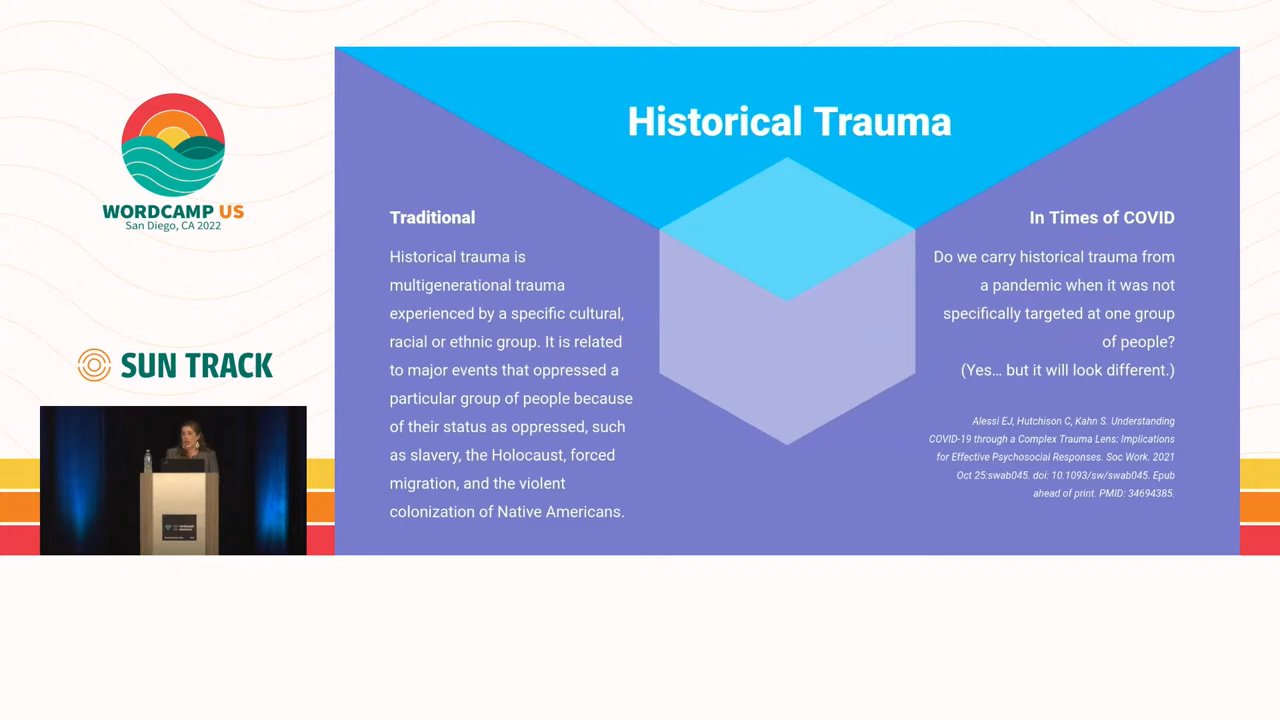 WORDCAMP US
San Diego, CA 2022
SUN TRACK
Historical Trauma
Traditional
Historical trauma is
multigenerational trauma
experienced by a specific cultural,
racial or ethnic group. It is related
to major events that oppressed a
particular group of people because
of their status as oppressed, such
as slavery, the Holocaust, forced
migration, and the violent
colonization of Native Americans.
In Times of COVID
Do we carry historical trauma from
a pandemic when it was not
specifically targeted at one group
of people?
(Yes... but it will look different.)
Alessi EJ, Hutchison C, Kahn S. Understanding
COVID-19 through a Complex Trauma Lens: Implications
for Effective Psychosocial Responses. Soc Work. 2021
Oct 25:swab045. doi: 10.1093/sw/swab045. Epub
ahead of print. PMID: 34694385.